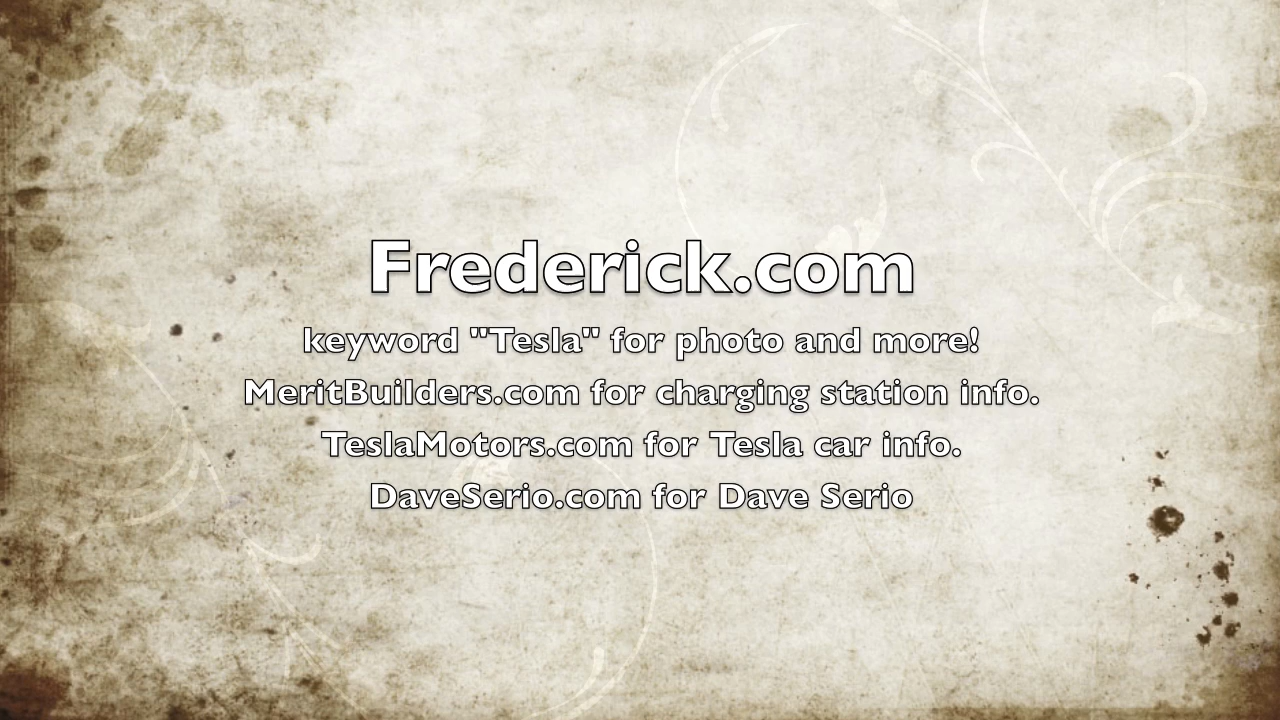 Frederick.com
keyword "Tesla" for photo and more!
MeritBuilders.com for charging station info.
TeslaMotors.com for Tesla car info.
DaveSerio.com for Dave Serio